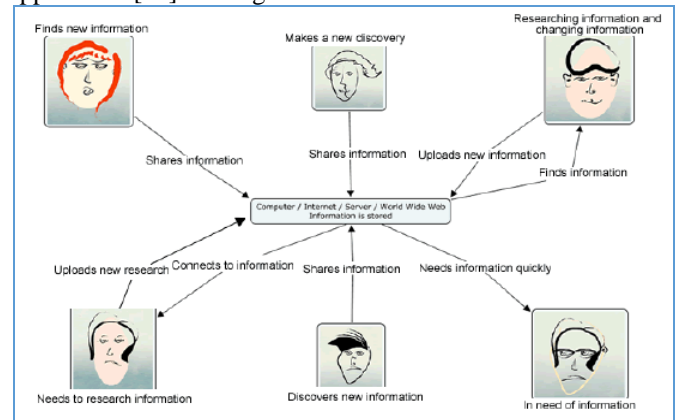 Finds new information
Makes a new discovery
Researching information and
changing information
Shares information
Shares information
Uploads new information
Finds information
Computer / Internet / Server / World Wide Web
Information is stored
Uploads new research
Connects to information
Shares information
Needs information quickly
Needs to research information
Discovers new information
In need of information